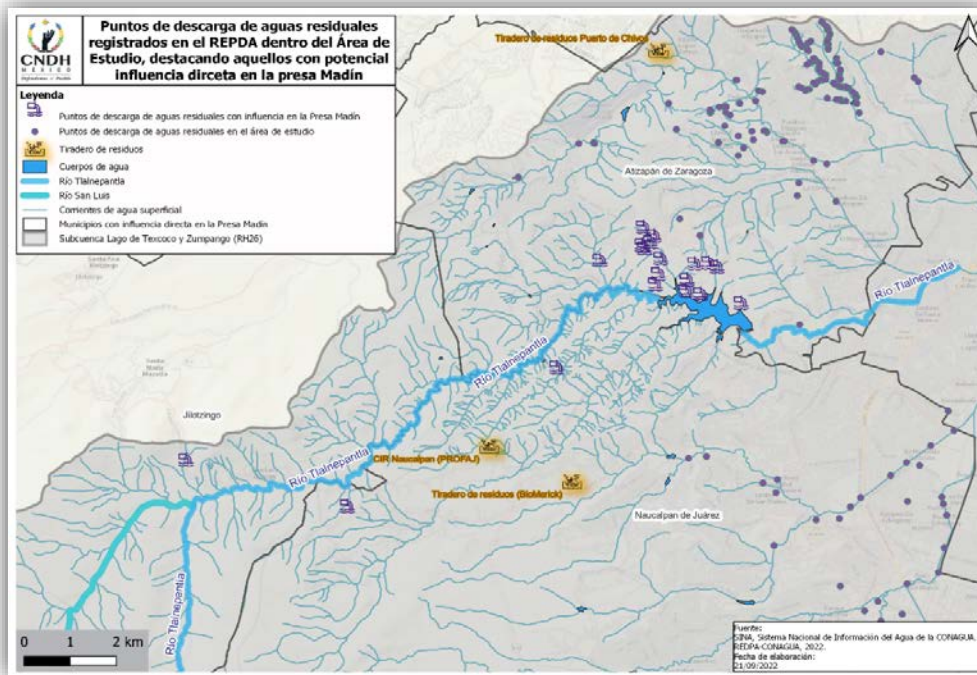 CNDH
MÉXICO
Puntos de descarga de aguas residuales
registrados en el REPDA dentro del Área de
Estudio, destacando aquellos con potencial
influencia dirceta en la presa Madín
Leyenda
Puntos de descarga de aguas residuales con influencia en la Presa Madín
Puntos de descarga de aguas residuales en el área de estudio
Tiradero de residuos
Cuerpos de agua
Río Tlalnepantla
Río San Luis
Corrientes de agua superficial
Municipios con influencia directa en la Presa Madín
Subcuenca Lago de Texcoco y Zumpango (RH26)
Tiradero de residuos Puerto de Chivos
Atizapán de Zaragoza
Río Tlalnepantla
Río Tlalnepantla
Jilotzingo
CIR Naucalpan (PROFAJ)
Río Tlalnepantla
Tiradero de residuos (BioMerick)
Naucalpan de Juárez
Río Tlalnepantla
0 1 2 km
Fuente:
SINA, Sistema Nacional de Información del Agua de la CONAGUA.
REDPA-CONAGUA, 2022.
Fecha de elaboración:
21/09/2022